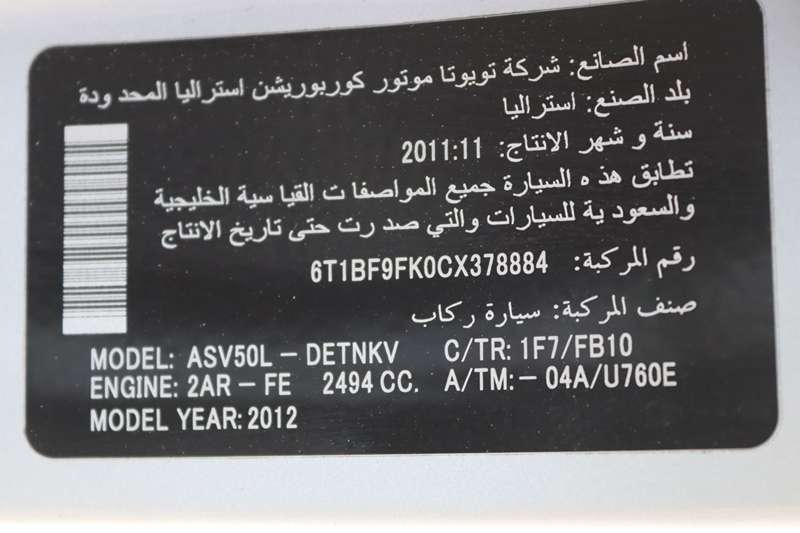 اسم الصانع: شركة تويوتا موتور كوربوريشن استراليا المحدودة
بلد الصنع: استراليا
سنة و شهر الانتاج: 2011:11
تطابق هذه السيارة جميع المواصفات القياسية الخليجية
والسعودية للسيارات والتي صدرت حتى تاريخ الانتاج
رقم المركبة: 6T1BF9FK0CX378884
صنف المركبة: سيارة ركاب
MODEL: ASV50L - DETNKV C/TR: 1F7/FB10
ENGINE: 2AR - FE 2494 CC. A/TM: - 04A/U760E
MODEL YEAR: 2012